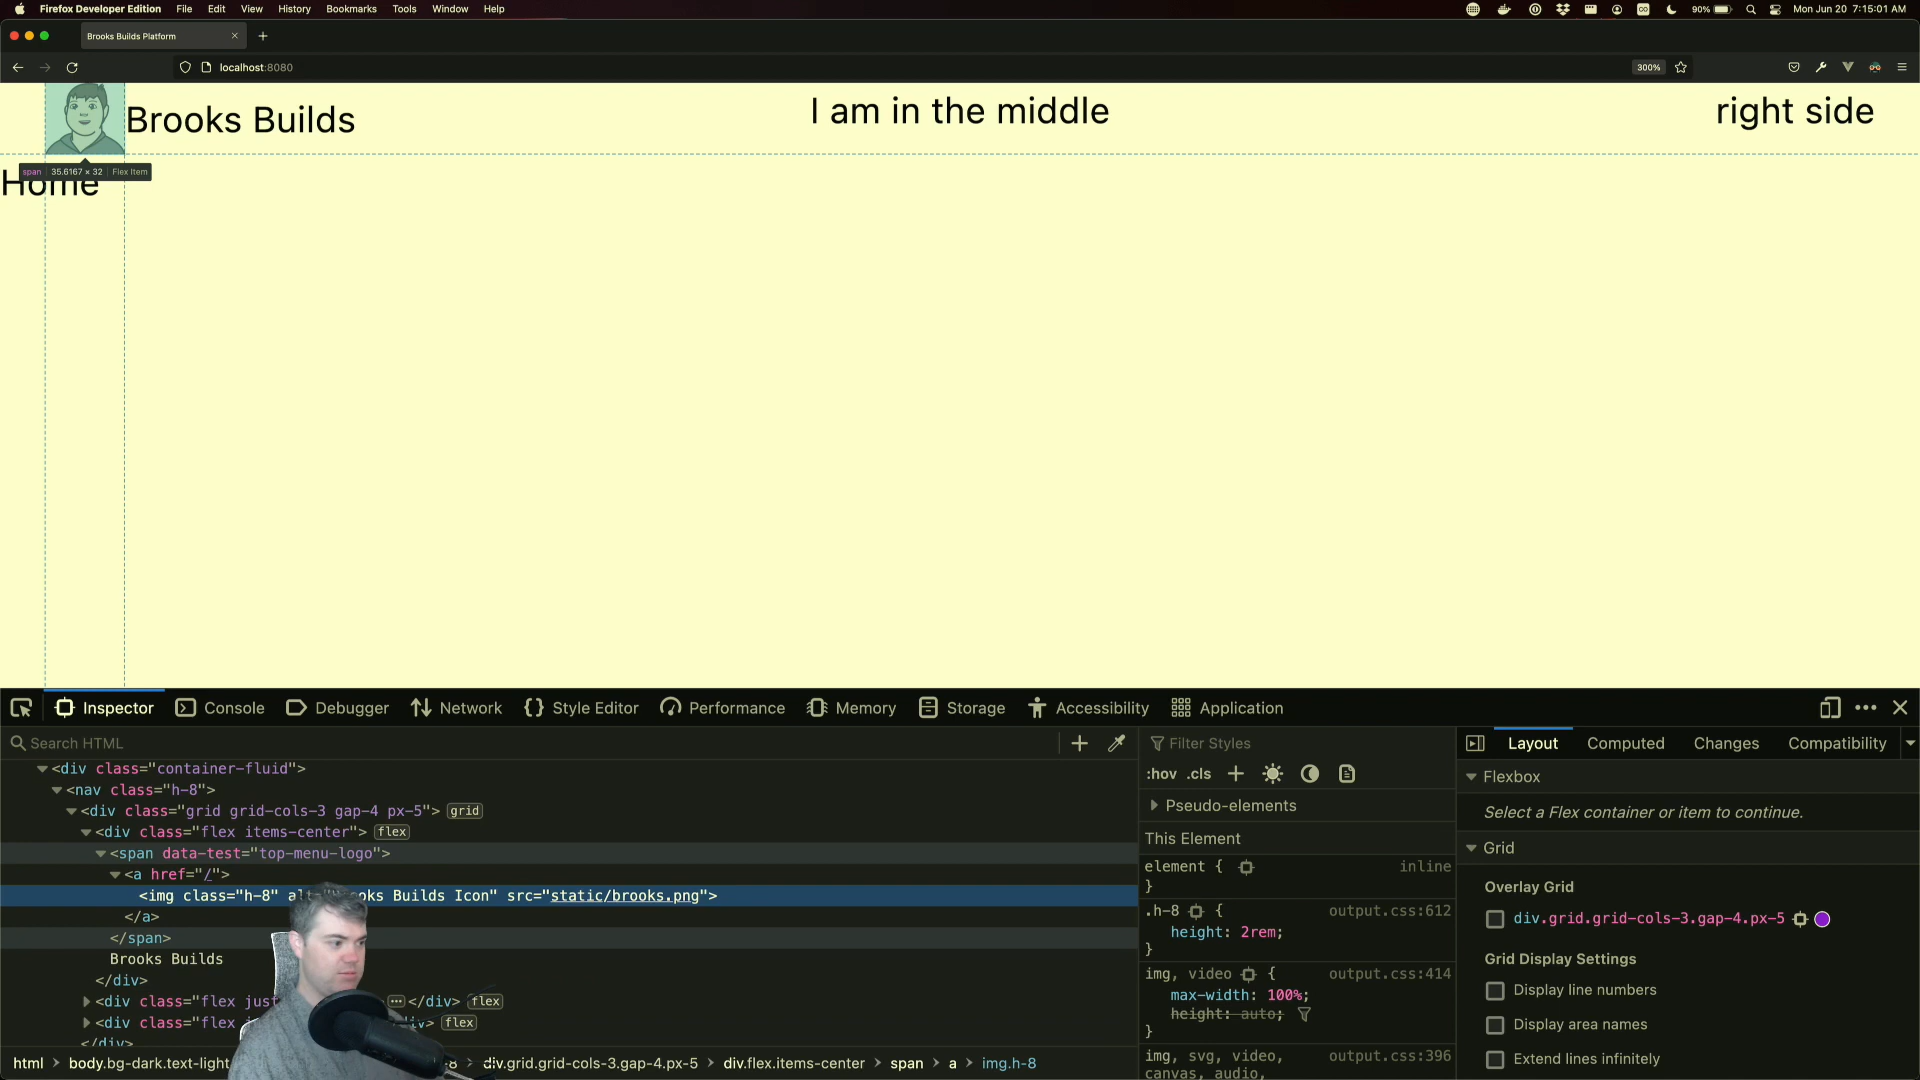 Firefox Developer Edition File Edit View History Bookmarks Tools Window Help 90% Mon Jun 20 7:15:01 AM
Brooks Builds Platform
localhost:8080 300%
Brooks Builds I am in the middle right side
span 35.6167 × 32 Flex Item
Home
Inspector Console Debugger Network Style Editor Performance Memory Storage Accessibility Application
Search HTML
<div class="container-fluid">
<nav class="h-8">
<div class="grid grid-cols-3 gap-4 px-5"> grid
<div class="flex items-center"> flex
<span data-test="top-menu-logo">
<a href="/">
<img class="h-8" Builds Icon" src="static/brooks.png">
</a>
</span>
Brooks Builds
</div>
<div class="flex </div> flex
<div class="flex flex
</div>
html body.bg-dark.text-light div.grid.grid-cols-3.gap-4.px-5 div.flex.items-center span a img.h-8
Filter Styles
:hov .cls
Pseudo-elements
This Element
element { inline
}
.h-8 { output.css:612
height: 2rem;
}
img, video { output.css:414
max-width: 100%;
height: auto;
}
img, svg, video, output.css:396
canvas, audio,
Layout Computed Changes Compatibility
Flexbox
Select a Flex container or item to continue.
Grid
Overlay Grid
div.grid.grid-cols-3.gap-4.px-5
Grid Display Settings
Display line numbers
Display area names
Extend lines infinitely